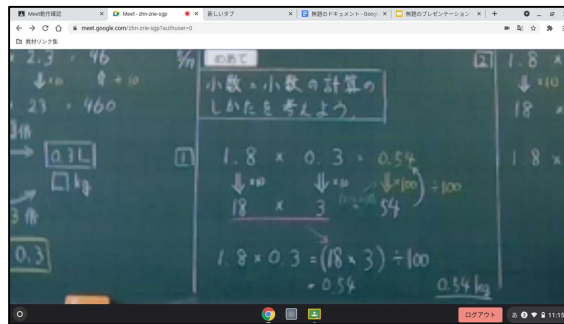 Meet動作確認
Meet - zhn-zrie-sgp
新しいタブ
無題のドキュメント - Googl
無題のプレゼンテーション -
meet.google.com/zhn-zrie-sgp?authuser=0
教材リンク集
2.3 = 46
×10 ÷10
23 = 460
0.3L
□kg
0.3
5/
めあて
小数×小数の計算の
しかたを考えよう。
1
1.8 × 0.3 = 0.54
×10 ×10 ×100 ÷100
18 × 3 = 54
1.8 × 0.3 = (18 × 3) ÷ 100
= 0.54
0.54kg
2
1.8 ×
×10
18 ×
1.8 ×
ログアウト
あ
11:15